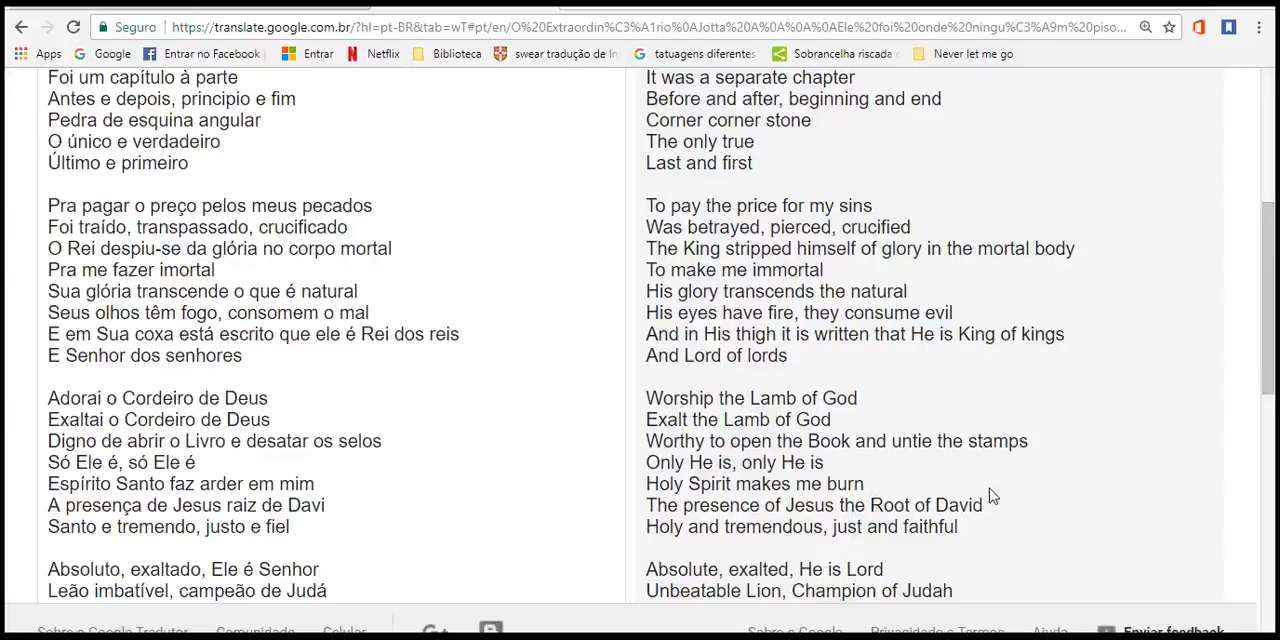 Seguro https://translate.google.com.br/?hl=pt-BR&tab=wT#pt/en/O%20Extraordin%C3%A1rio%0AJotta%20A%0A%0A%0AEle%20foi%20onde%20ningu%C3%A9m%20piso...
Apps Google Entrar no Facebook Entrar Netflix Biblioteca swear tradução de In tatuagens diferentes Sobrancelha riscada Never let me go
Foi um capítulo à parte
Antes e depois, principio e fim
Pedra de esquina angular
O único e verdadeiro
Último e primeiro
Pra pagar o preço pelos meus pecados
Foi traído, transpassado, crucificado
O Rei despiu-se da glória no corpo mortal
Pra me fazer imortal
Sua glória transcende o que é natural
Seus olhos têm fogo, consomem o mal
E em Sua coxa está escrito que ele é Rei dos reis
E Senhor dos senhores
Adorai o Cordeiro de Deus
Exaltai o Cordeiro de Deus
Digno de abrir o Livro e desatar os selos
Só Ele é, só Ele é
Espírito Santo faz arder em mim
A presença de Jesus raiz de Davi
Santo e tremendo, justo e fiel
Absoluto, exaltado, Ele é Senhor
Leão imbatível, campeão de Judá
It was a separate chapter
Before and after, beginning and end
Corner corner stone
The only true
Last and first
To pay the price for my sins
Was betrayed, pierced, crucified
The King stripped himself of glory in the mortal body
To make me immortal
His glory transcends the natural
His eyes have fire, they consume evil
And in His thigh it is written that He is King of kings
And Lord of lords
Worship the Lamb of God
Exalt the Lamb of God
Worthy to open the Book and untie the stamps
Only He is, only He is
Holy Spirit makes me burn
The presence of Jesus the Root of David
Holy and tremendous, just and faithful
Absolute, exalted, He is Lord
Unbeatable Lion, Champion of Judah
Sobre o Google Tradutor Comunidade Celular G+ Sobre o Google Privacidade e Termos Ajuda Enviar feedback